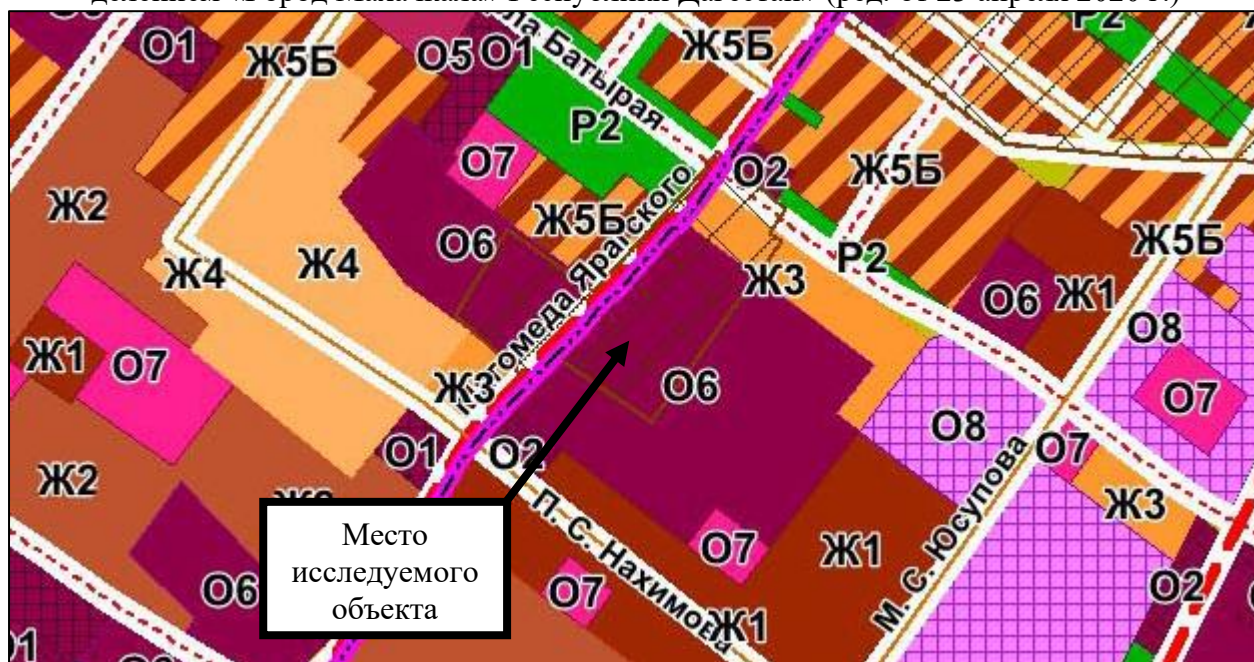 О1
Ж5Б
О5
О1
ла Батырая
Ж5Б
Р2
Р2
О7
О2
Ж5Б
Ж2
О6
Ж5Б
Ж5Б
Ж4
Ж4
Магомеда Ярагского
Ж3
Р2
О6
Ж1
Ж1
О7
Ж3
О6
О8
О7
О8
О7
О1
О2
Ж2
Ж3
П. С. Нахимова
О7
Ж1
М. С. Юсупова
О2
Место
исследуемого
объекта
О6
О7
Ж1